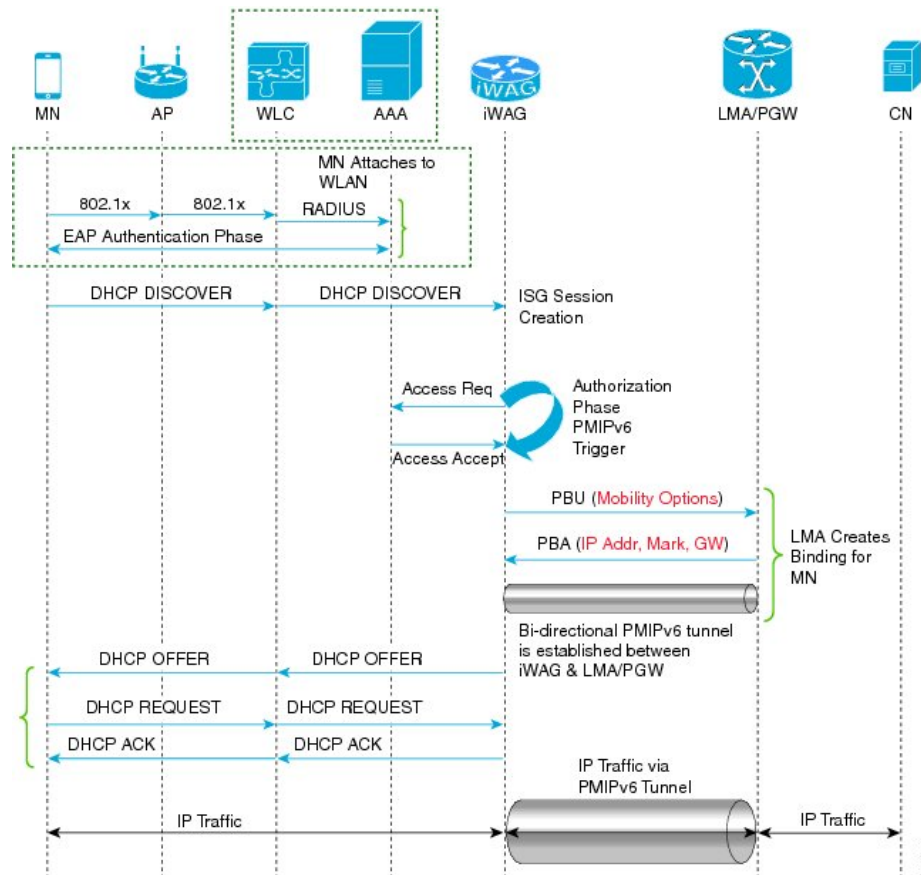 iWAG
MN
AP
WLC
AAA
iWAG
LMA/PGW
CN
MN Attaches to
WLAN
802.1x
802.1x
RADIUS
EAP Authentication Phase
DHCP DISCOVER
DHCP DISCOVER
ISG Session
Creation
Access Req
Authorization
Phase
PMIPv6
Trigger
Access Accept
PBU (Mobility Options)
PBA (IP Addr, Mark, GW)
LMA Creates
Binding for
MN
Bi-directional PMIPv6 tunnel
is established between
iWAG & LMA/PGW
DHCP OFFER
DHCP OFFER
DHCP REQUEST
DHCP REQUEST
DHCP ACK
DHCP ACK
IP Traffic via
PMIPv6 Tunnel
IP Traffic
IP Traffic